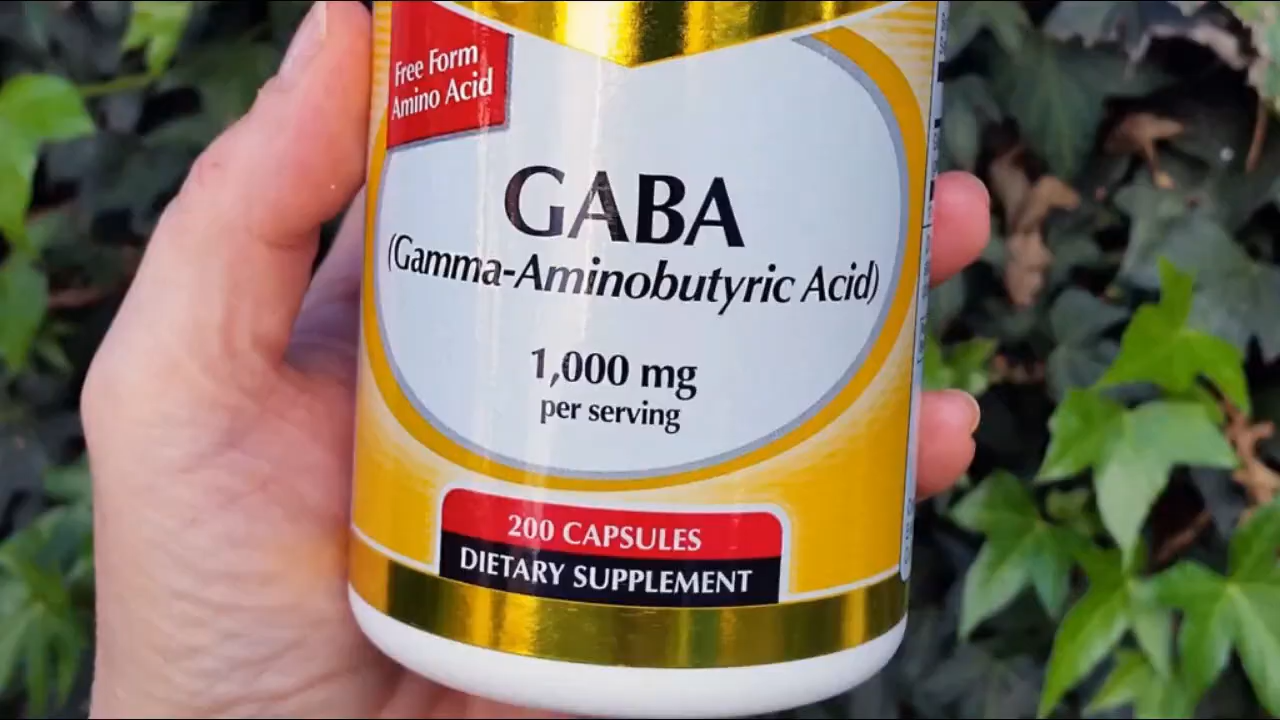 Free Form
Amino Acid
GABA
(Gamma-Aminobutyric Acid)
1,000 mg
per serving
200 CAPSULES
DIETARY SUPPLEMENT